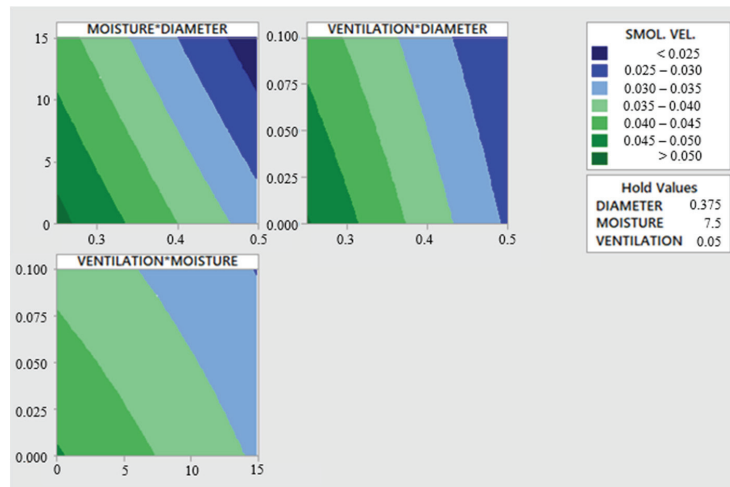 MOISTURE*DIAMETER
15
10
5
0
0.3 0.4 0.5
VENTILATION*DIAMETER
0.100
0.075
0.050
0.025
0.000
0.3 0.4 0.5
SMOL. VEL.
< 0.025
0.025 – 0.030
0.030 – 0.035
0.035 – 0.040
0.040 – 0.045
0.045 – 0.050
> 0.050
Hold Values
DIAMETER 0.375
MOISTURE 7.5
VENTILATION 0.05
VENTILATION*MOISTURE
0.100
0.075
0.050
0.025
0.000
0 5 10 15